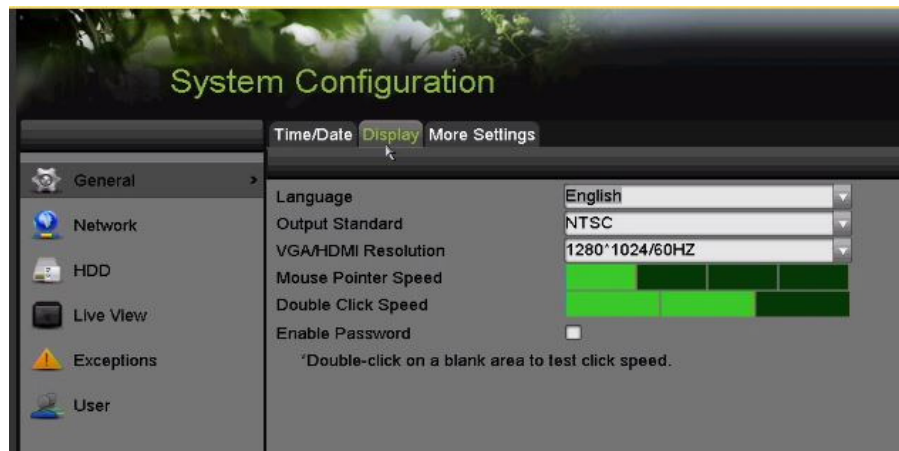 System Configuration
Time/Date Display More Settings
General >
Network
HDD
Live View
Exceptions
User
Language English
Output Standard NTSC
VGA/HDMI Resolution 1280*1024/60HZ
Mouse Pointer Speed
Double Click Speed
Enable Password
*Double-click on a blank area to test click speed.